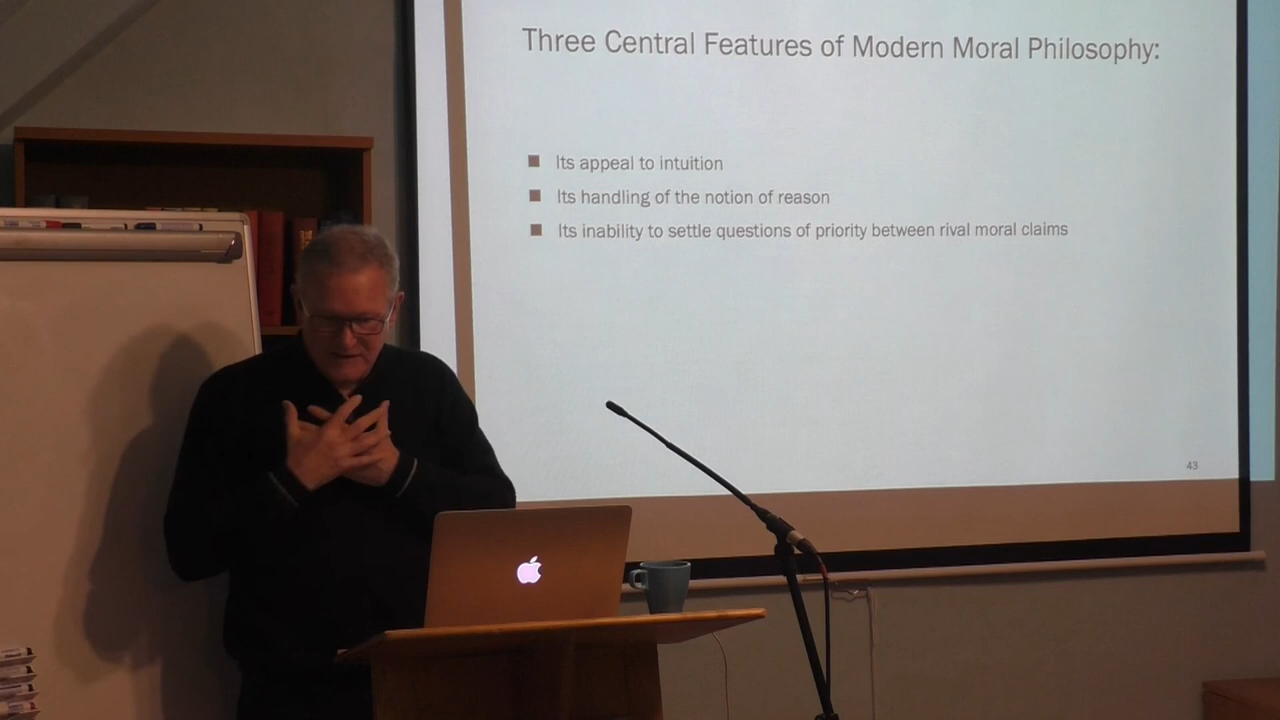 Three Central Features of Modern Moral Philosophy:
Its appeal to intuition
Its handling of the notion of reason
Its inability to settle questions of priority between rival moral claims
43